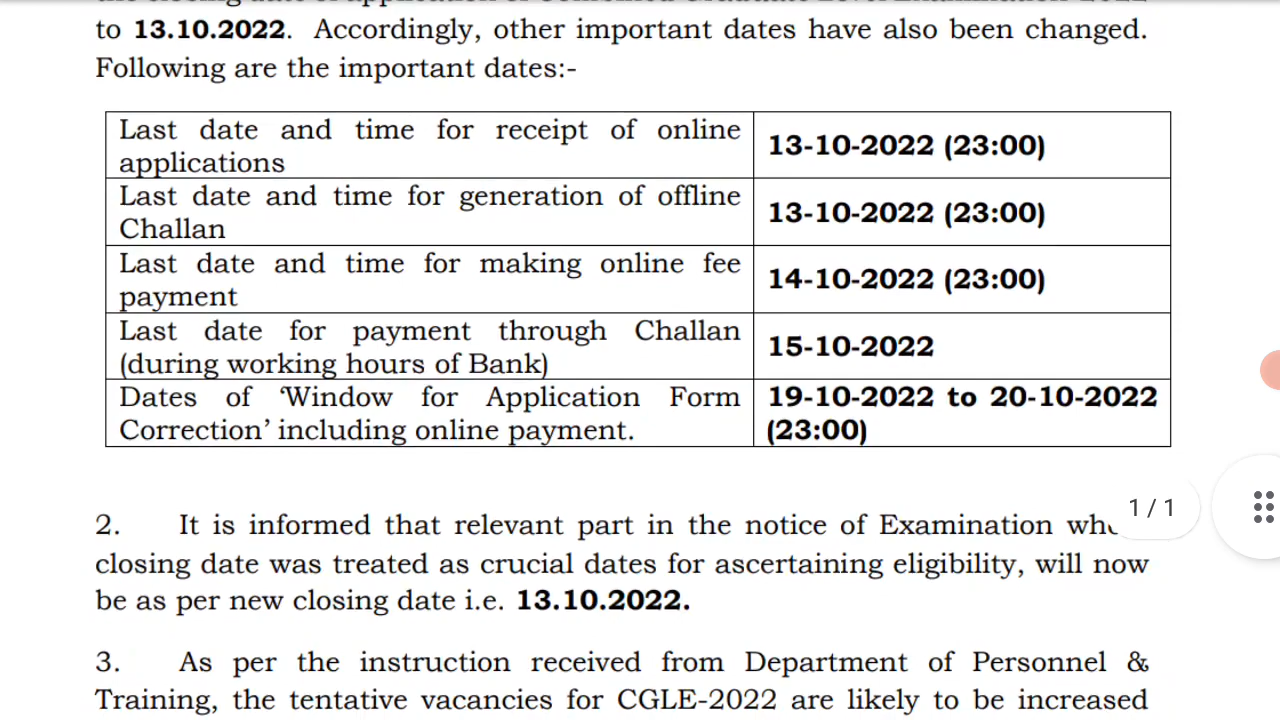 to 13.10.2022. Accordingly, other important dates have also been changed.
Following are the important dates:-
Last date and time for receipt of online
applications
13-10-2022 (23:00)
Last date and time for generation of offline
Challan
13-10-2022 (23:00)
Last date and time for making online fee
payment
14-10-2022 (23:00)
Last date for payment through Challan
(during working hours of Bank)
15-10-2022
Dates of ‘Window for Application Form
Correction’ including online payment.
19-10-2022 to 20-10-2022
(23:00)
1 / 1
2. It is informed that relevant part in the notice of Examination
closing date was treated as crucial dates for ascertaining eligibility, will now
be as per new closing date i.e. 13.10.2022.
3. As per the instruction received from Department of Personnel &
Training, the tentative vacancies for CGLE-2022 are likely to be increased